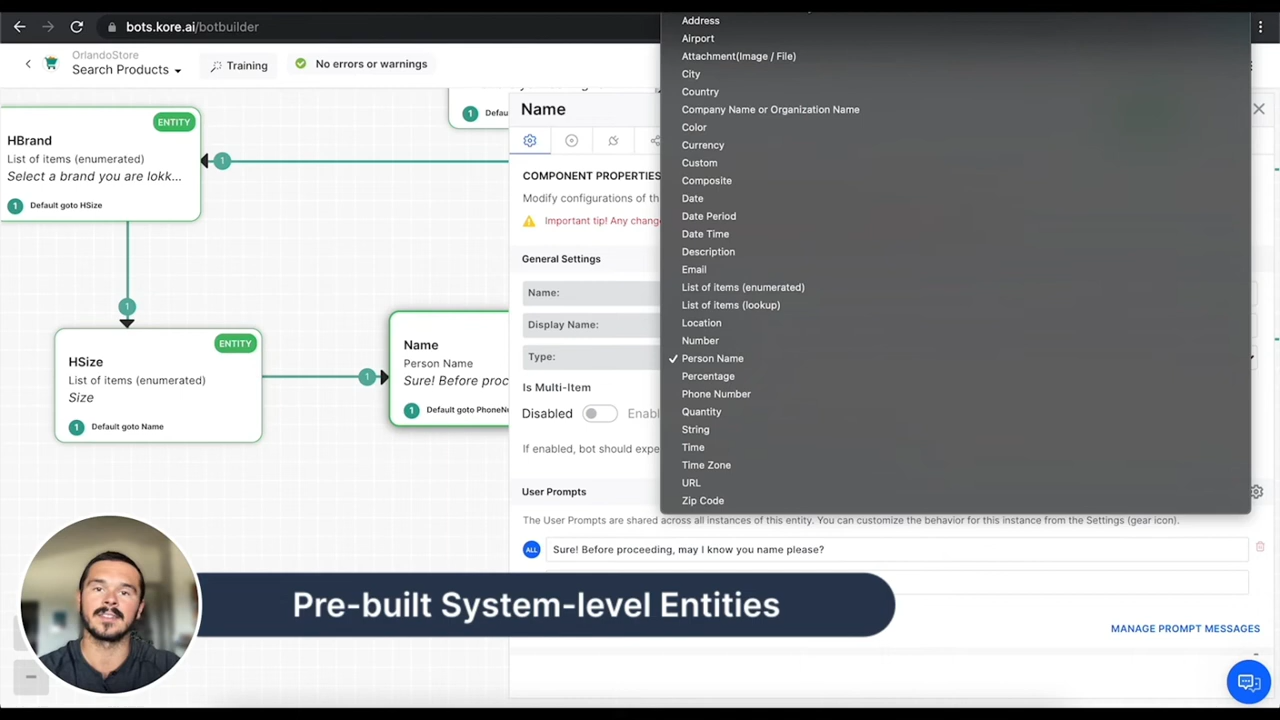 bots.kore.ai/botbuilder
OrlandoStore
Search Products
Training
No errors or warnings
HBrand
ENTITY
List of items (enumerated)
Select a brand you are lokk...
1 Default goto HSize
1
1
HSize
ENTITY
List of items (enumerated)
Size
1 Default goto Name
1
Name
Person Name
Sure! Before proc
1 Default goto PhoneNu
1 Defau
Name
COMPONENT PROPERTIES
Modify configurations of th
Important tip! Any change
General Settings
Name:
Display Name:
Type:
Is Multi-Item
Disabled
Enabl
If enabled, bot should expe
Address
Airport
Attachment(Image / File)
City
Country
Company Name or Organization Name
Color
Currency
Custom
Composite
Date
Date Period
Date Time
Description
Email
List of items (enumerated)
List of items (lookup)
Location
Number
Person Name
Percentage
Phone Number
Quantity
String
Time
Time Zone
URL
Zip Code
User Prompts
The User Prompts are shared across all instances of this entity. You can customize the behavior for this instance from the Settings (gear icon).
ALL Sure! Before proceeding, may I know you name please?
Pre-built System-level Entities
MANAGE PROMPT MESSAGES